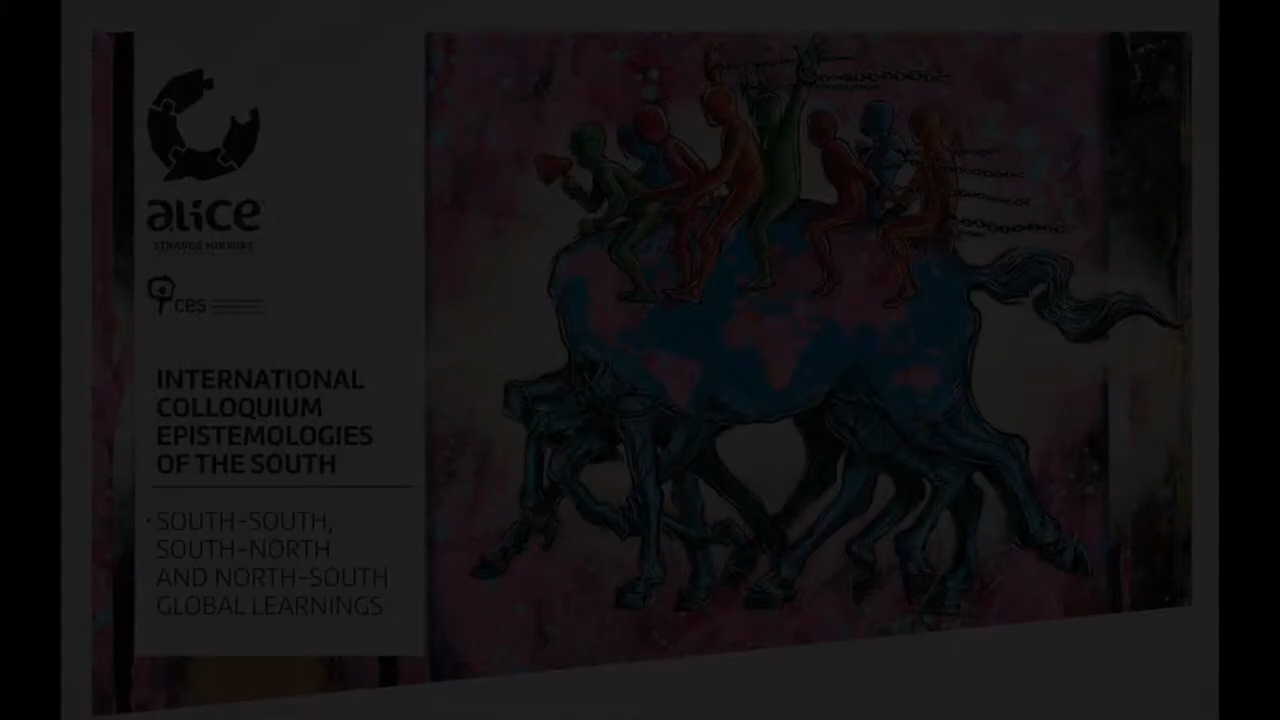 alice
STRANGE MIRRORS
ces
INTERNATIONAL
COLLOQUIUM
EPISTEMOLOGIES
OF THE SOUTH
SOUTH-SOUTH,
SOUTH-NORTH
AND NORTH-SOUTH
GLOBAL LEARNINGS